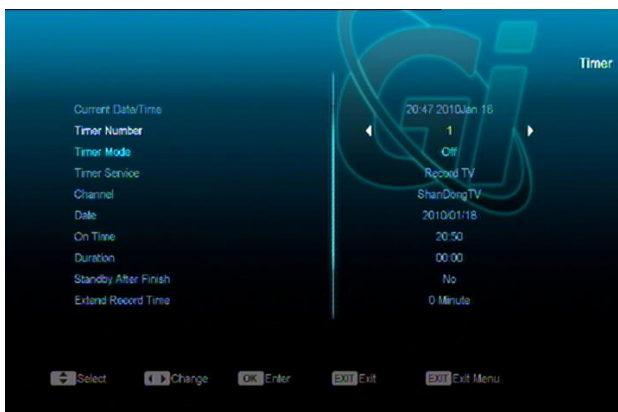 Timer
Current Date/Time 20:47 2010Jan 18
Timer Number 1
Timer Mode Off
Timer Service Record TV
Channel ShanDongTV
Date 2010/01/18
On Time 20:50
Duration 00:00
Standby After Finish No
Extend Record Time 0 Minute
Select Change OK Enter EXIT Exit EXIT Exit Menu